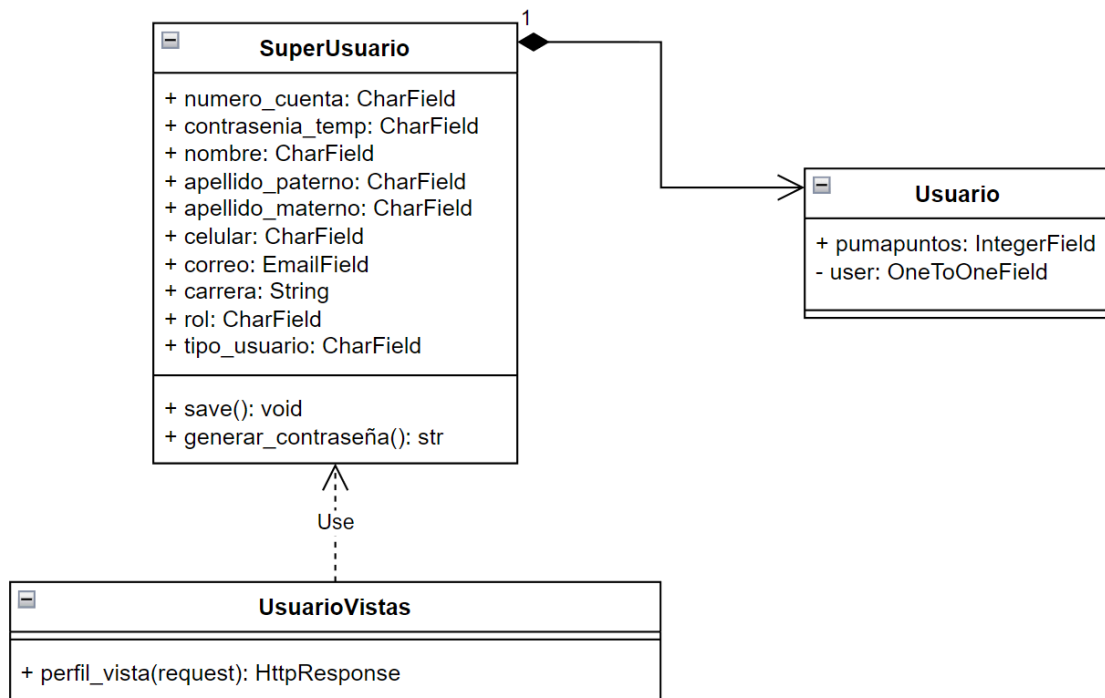 1
SuperUsuario
+ numero_cuenta: CharField
+ contrasenia_temp: CharField
+ nombre: CharField
+ apellido_paterno: CharField
+ apellido_materno: CharField
+ celular: CharField
+ correo: EmailField
+ carrera: String
+ rol: CharField
+ tipo_usuario: CharField
+ save(): void
+ generar_contraseña(): str
Usuario
+ pumapuntos: IntegerField
- user: OneToOneField
Use
UsuarioVistas
+ perfil_vista(request): HttpResponse